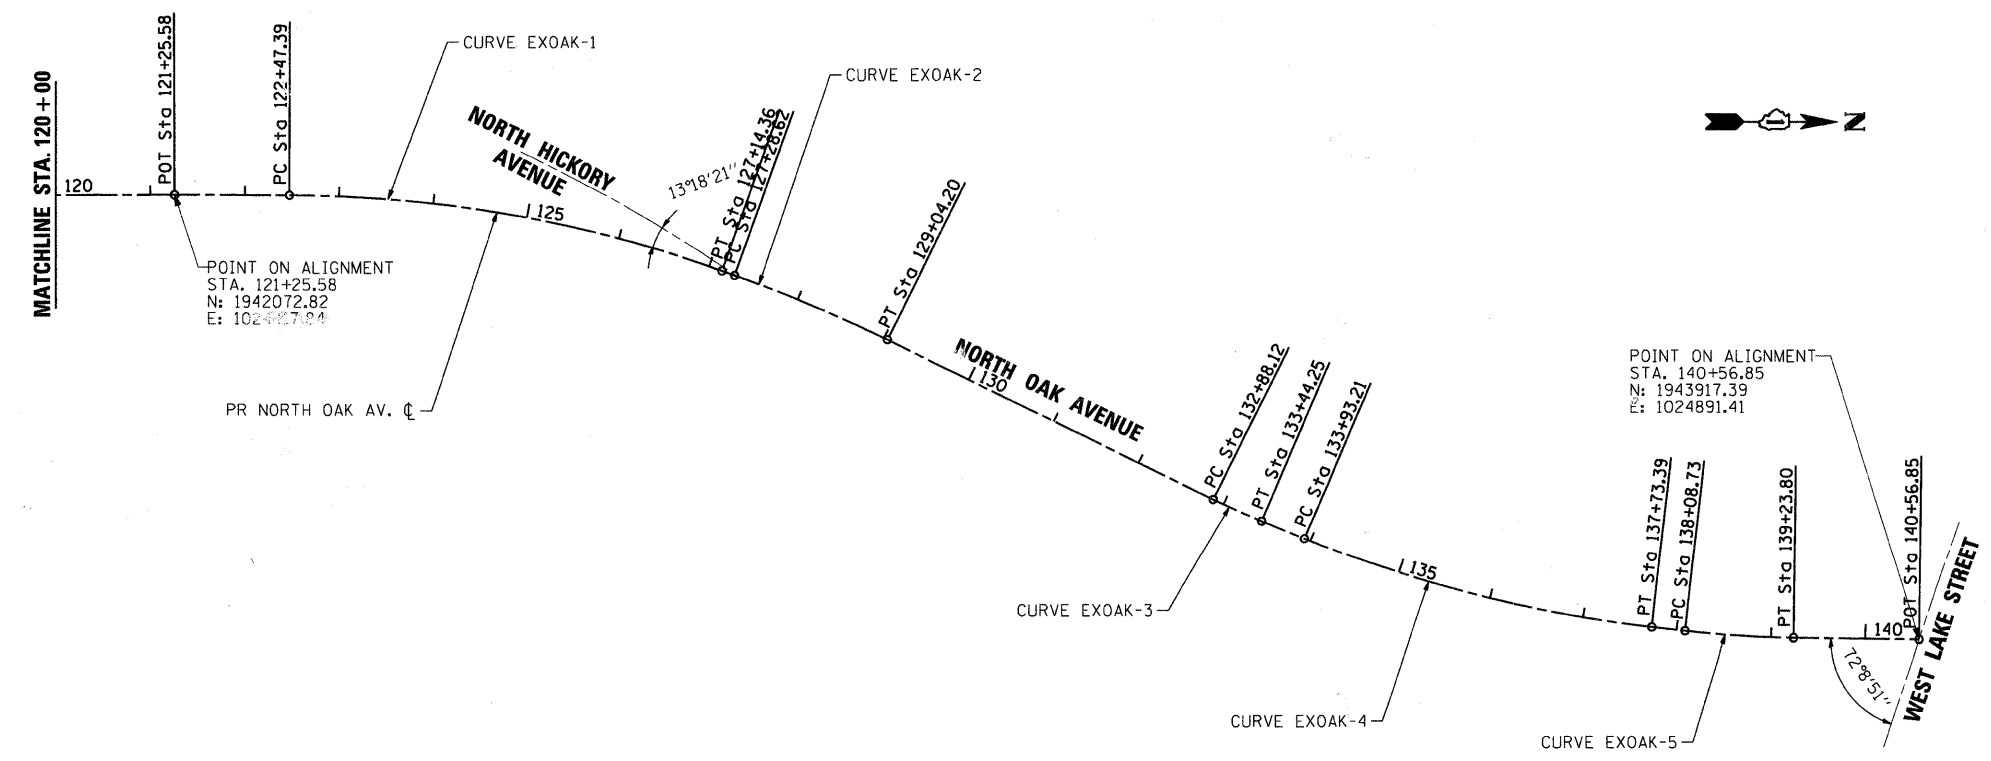 MATCHLINE STA. 120+00
120
POT Sta 121+25.58
PC Sta 122+47.39
CURVE EXOAK-1
POINT ON ALIGNMENT
STA. 121+25.58
N: 1942072.82
PR NORTH OAK AV. ℄
125
NORTH HICKORY
AVENUE
13°18'21"
PT Sta 127+14.36
PC Sta 127+28.62
CURVE EXOAK-2
PT Sta 129+04.20
NORTH OAK AVENUE
130
PC Sta 132+88.12
PT Sta 133+44.25
PC Sta 133+93.21
CURVE EXOAK-3
135
CURVE EXOAK-4
PT Sta 137+73.39
PC Sta 138+08.73
PT Sta 139+23.80
CURVE EXOAK-5
POINT ON ALIGNMENT
STA. 140+56.85
N: 1943917.39
E: 1024891.41
140
POT Sta 140+56.85
72°8'51"
WEST LAKE STREET
N